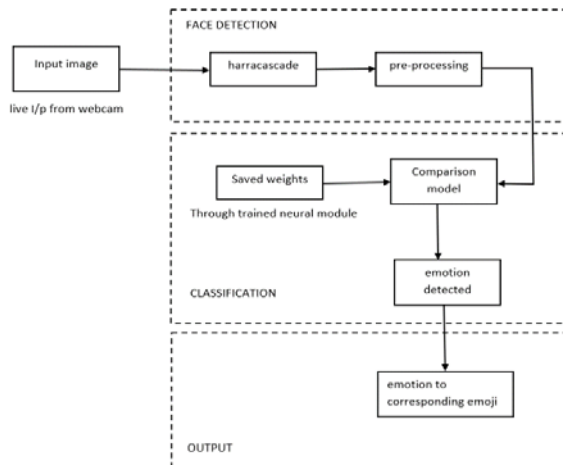 FACE DETECTION
Input image
harracascade
pre-processing
live I/p from webcam
Saved weights
Comparison
model
Through trained neural module
emotion
detected
CLASSIFICATION
emotion to
corresponding emoji
OUTPUT